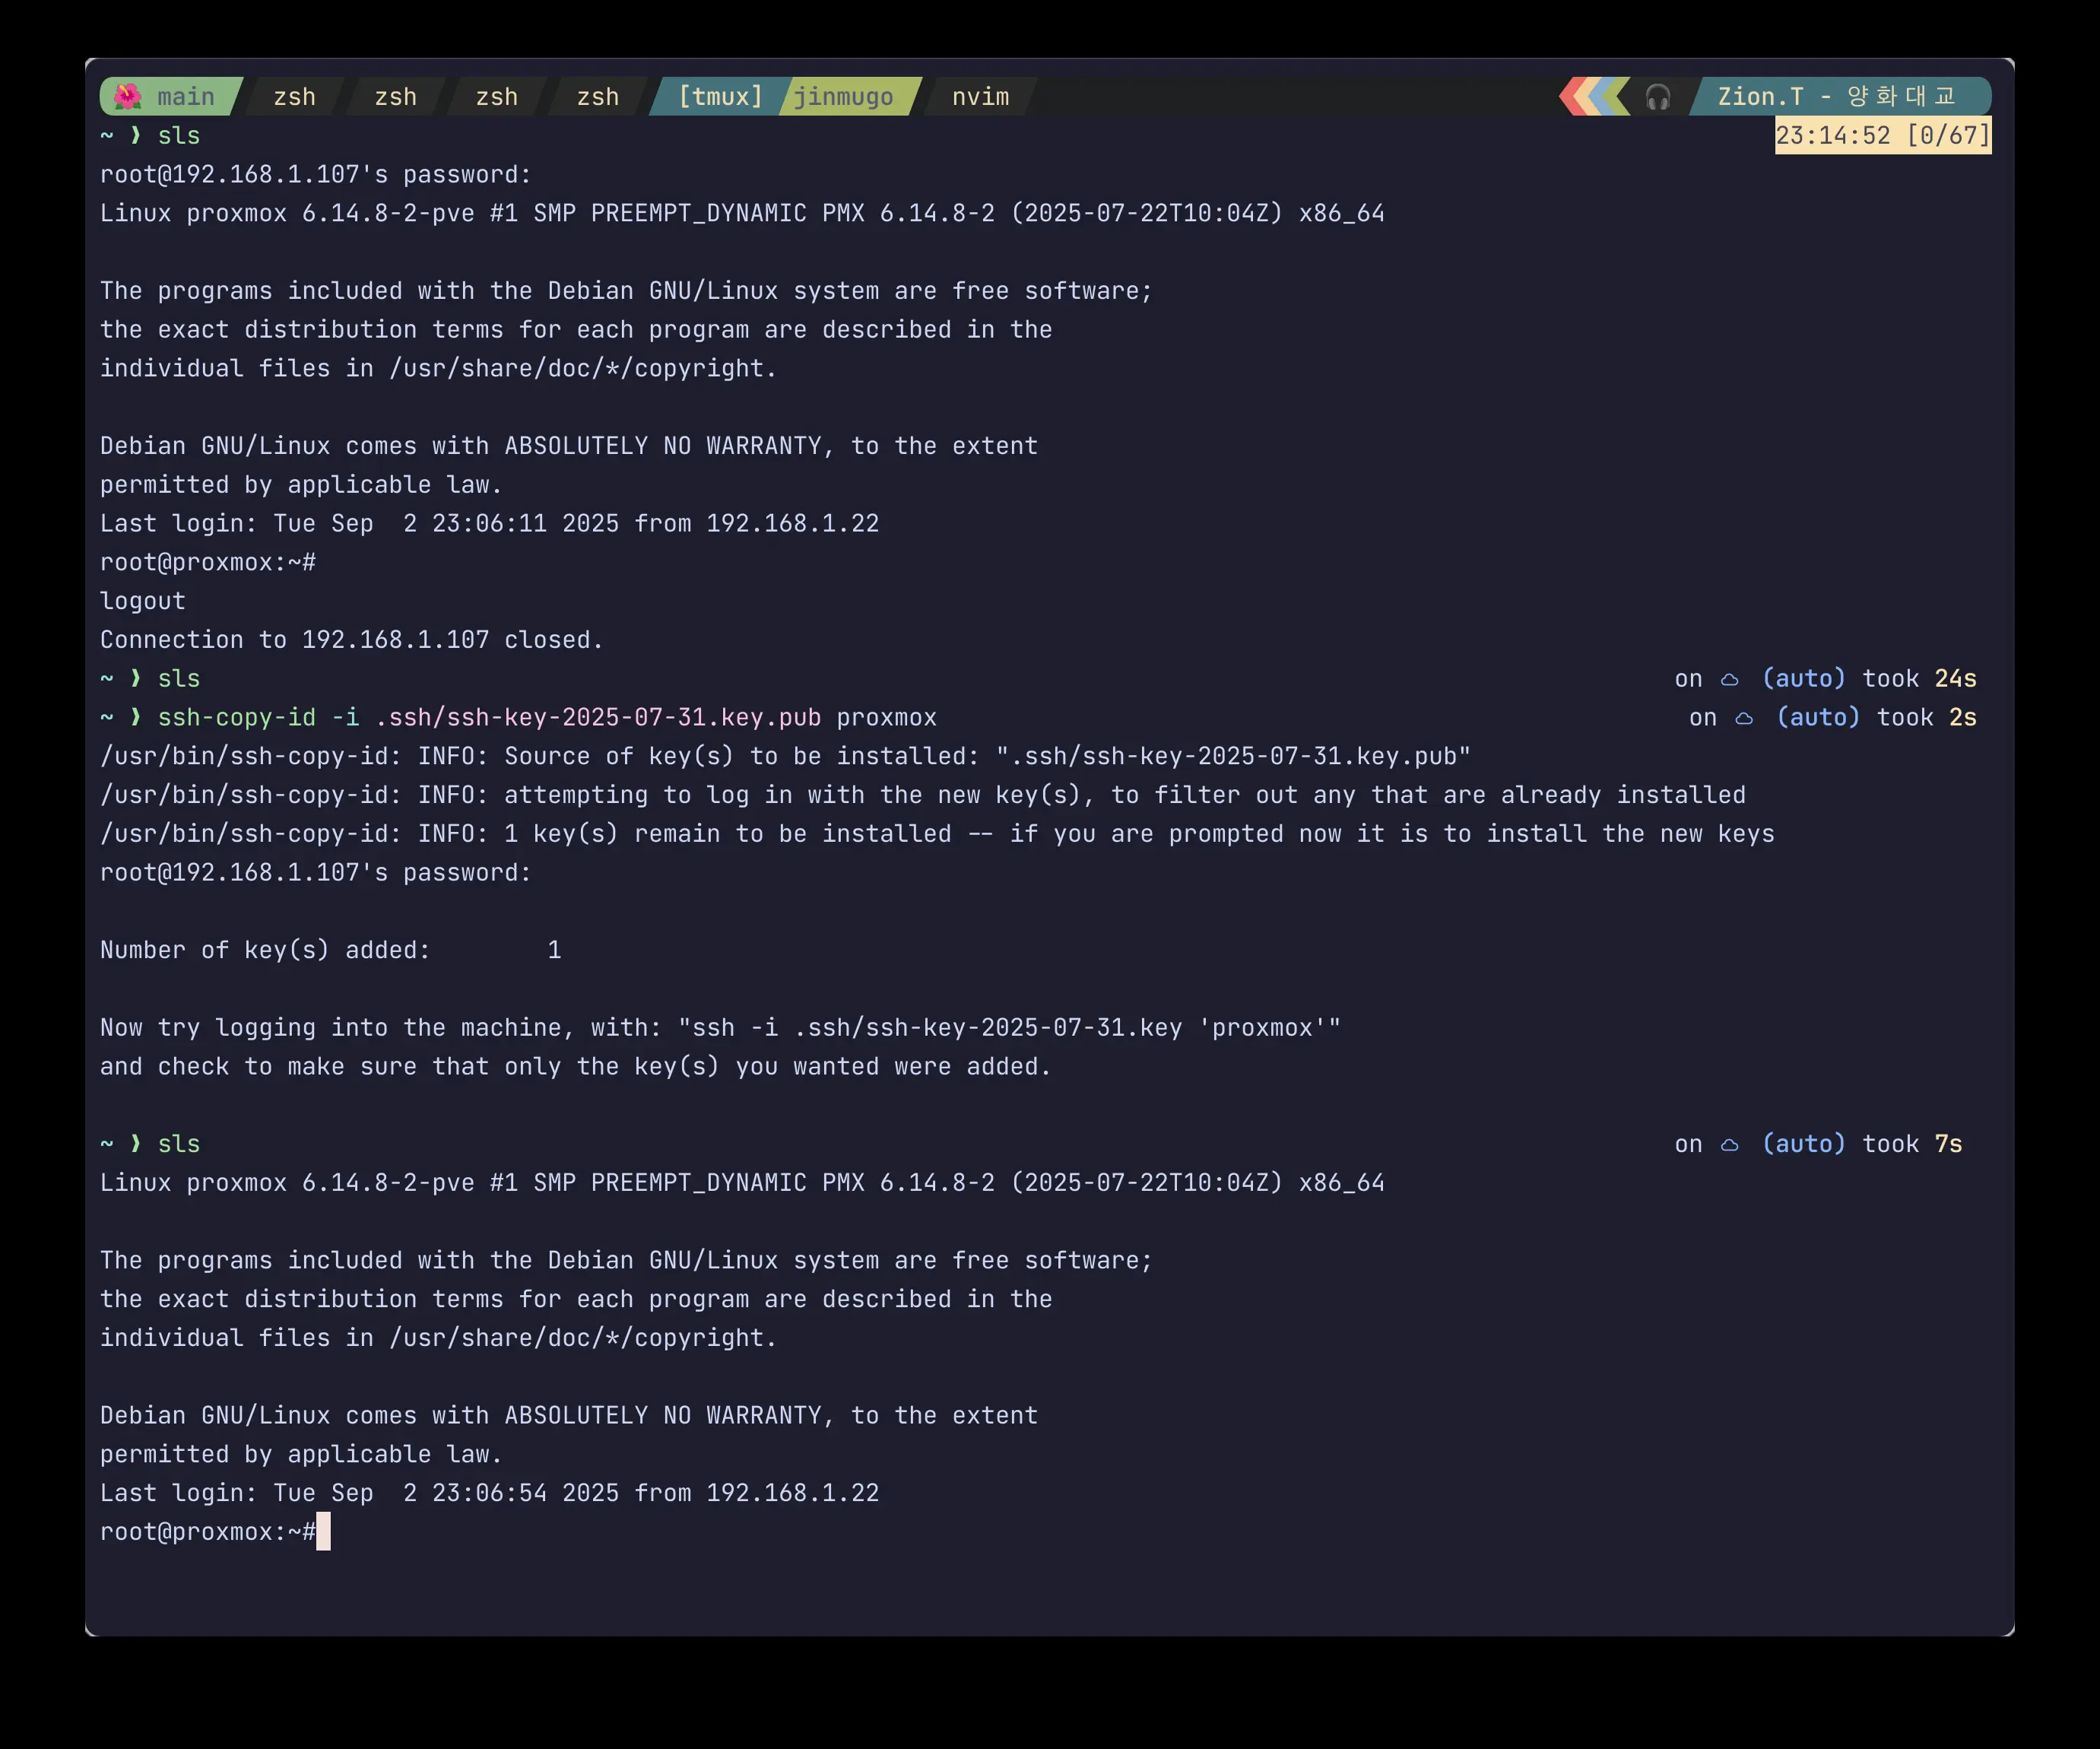 main zsh zsh zsh zsh [tmux] jinmugo nvim Zion.T - 양화대교
~ ❯ sls 23:14:52 [0/67]
root@192.168.1.107's password:
Linux proxmox 6.14.8-2-pve #1 SMP PREEMPT_DYNAMIC PMX 6.14.8-2 (2025-07-22T10:04Z) x86_64
The programs included with the Debian GNU/Linux system are free software;
the exact distribution terms for each program are described in the
individual files in /usr/share/doc/*/copyright.
Debian GNU/Linux comes with ABSOLUTELY NO WARRANTY, to the extent
permitted by applicable law.
Last login: Tue Sep  2 23:06:11 2025 from 192.168.1.22
root@proxmox:~#
logout
Connection to 192.168.1.107 closed.
~ ❯ sls on (auto) took 24s
~ ❯ ssh-copy-id -i .ssh/ssh-key-2025-07-31.key.pub proxmox on (auto) took 2s
/usr/bin/ssh-copy-id: INFO: Source of key(s) to be installed: ".ssh/ssh-key-2025-07-31.key.pub"
/usr/bin/ssh-copy-id: INFO: attempting to log in with the new key(s), to filter out any that are already installed
/usr/bin/ssh-copy-id: INFO: 1 key(s) remain to be installed -- if you are prompted now it is to install the new keys
root@192.168.1.107's password:
Number of key(s) added:        1
Now try logging into the machine, with: "ssh -i .ssh/ssh-key-2025-07-31.key 'proxmox'"
and check to make sure that only the key(s) you wanted were added.
~ ❯ sls on (auto) took 7s
Linux proxmox 6.14.8-2-pve #1 SMP PREEMPT_DYNAMIC PMX 6.14.8-2 (2025-07-22T10:04Z) x86_64
The programs included with the Debian GNU/Linux system are free software;
the exact distribution terms for each program are described in the
individual files in /usr/share/doc/*/copyright.
Debian GNU/Linux comes with ABSOLUTELY NO WARRANTY, to the extent
permitted by applicable law.
Last login: Tue Sep  2 23:06:54 2025 from 192.168.1.22
root@proxmox:~#